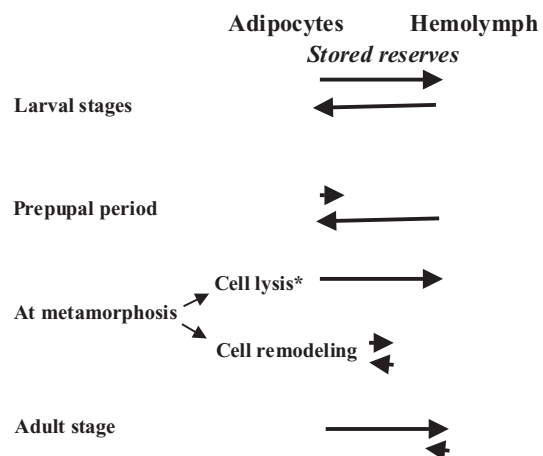 Adipocytes Hemolymph
Stored reserves
Larval stages
Prepupal period
Cell lysis*
At metamorphosis
Cell remodeling
Adult stage